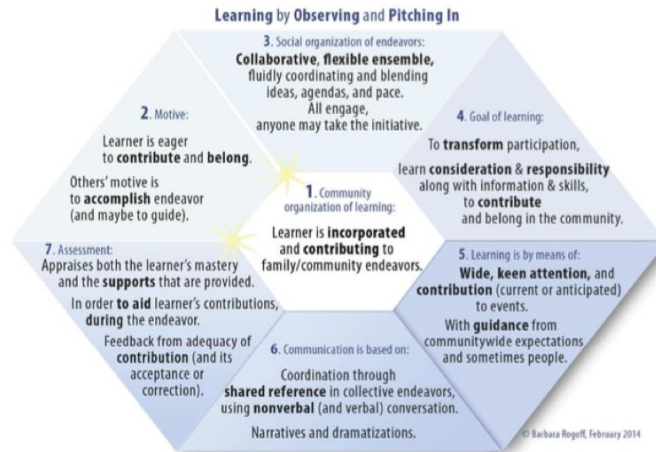 Learning by Observing and Pitching In
1. Community
organization of learning:
Learner is incorporated
and contributing to
family/community endeavors.
2. Motive:
Learner is eager
to contribute and belong.
Others' motive is
to accomplish endeavor
(and maybe to guide).
3. Social organization of endeavors:
Collaborative, flexible ensemble,
fluidly coordinating and blending
ideas, agendas, and pace.
All engage,
anyone may take the initiative.
4. Goal of learning:
To transform participation,
learn consideration & responsibility
along with information & skills,
to contribute
and belong in the community.
5. Learning is by means of:
Wide, keen attention, and
contribution (current or anticipated)
to events.
With guidance from
communitywide expectations
and sometimes people.
6. Communication is based on:
Coordination through
shared reference in collective endeavors,
using nonverbal (and verbal) conversation.
Narratives and dramatizations.
7. Assessment:
Appraises both the learner's mastery
and the supports that are provided.
In order to aid learner's contributions,
during the endeavor.
Feedback from adequacy of
contribution (and its
acceptance or
correction).
© Barbara Rogoff, February 2014